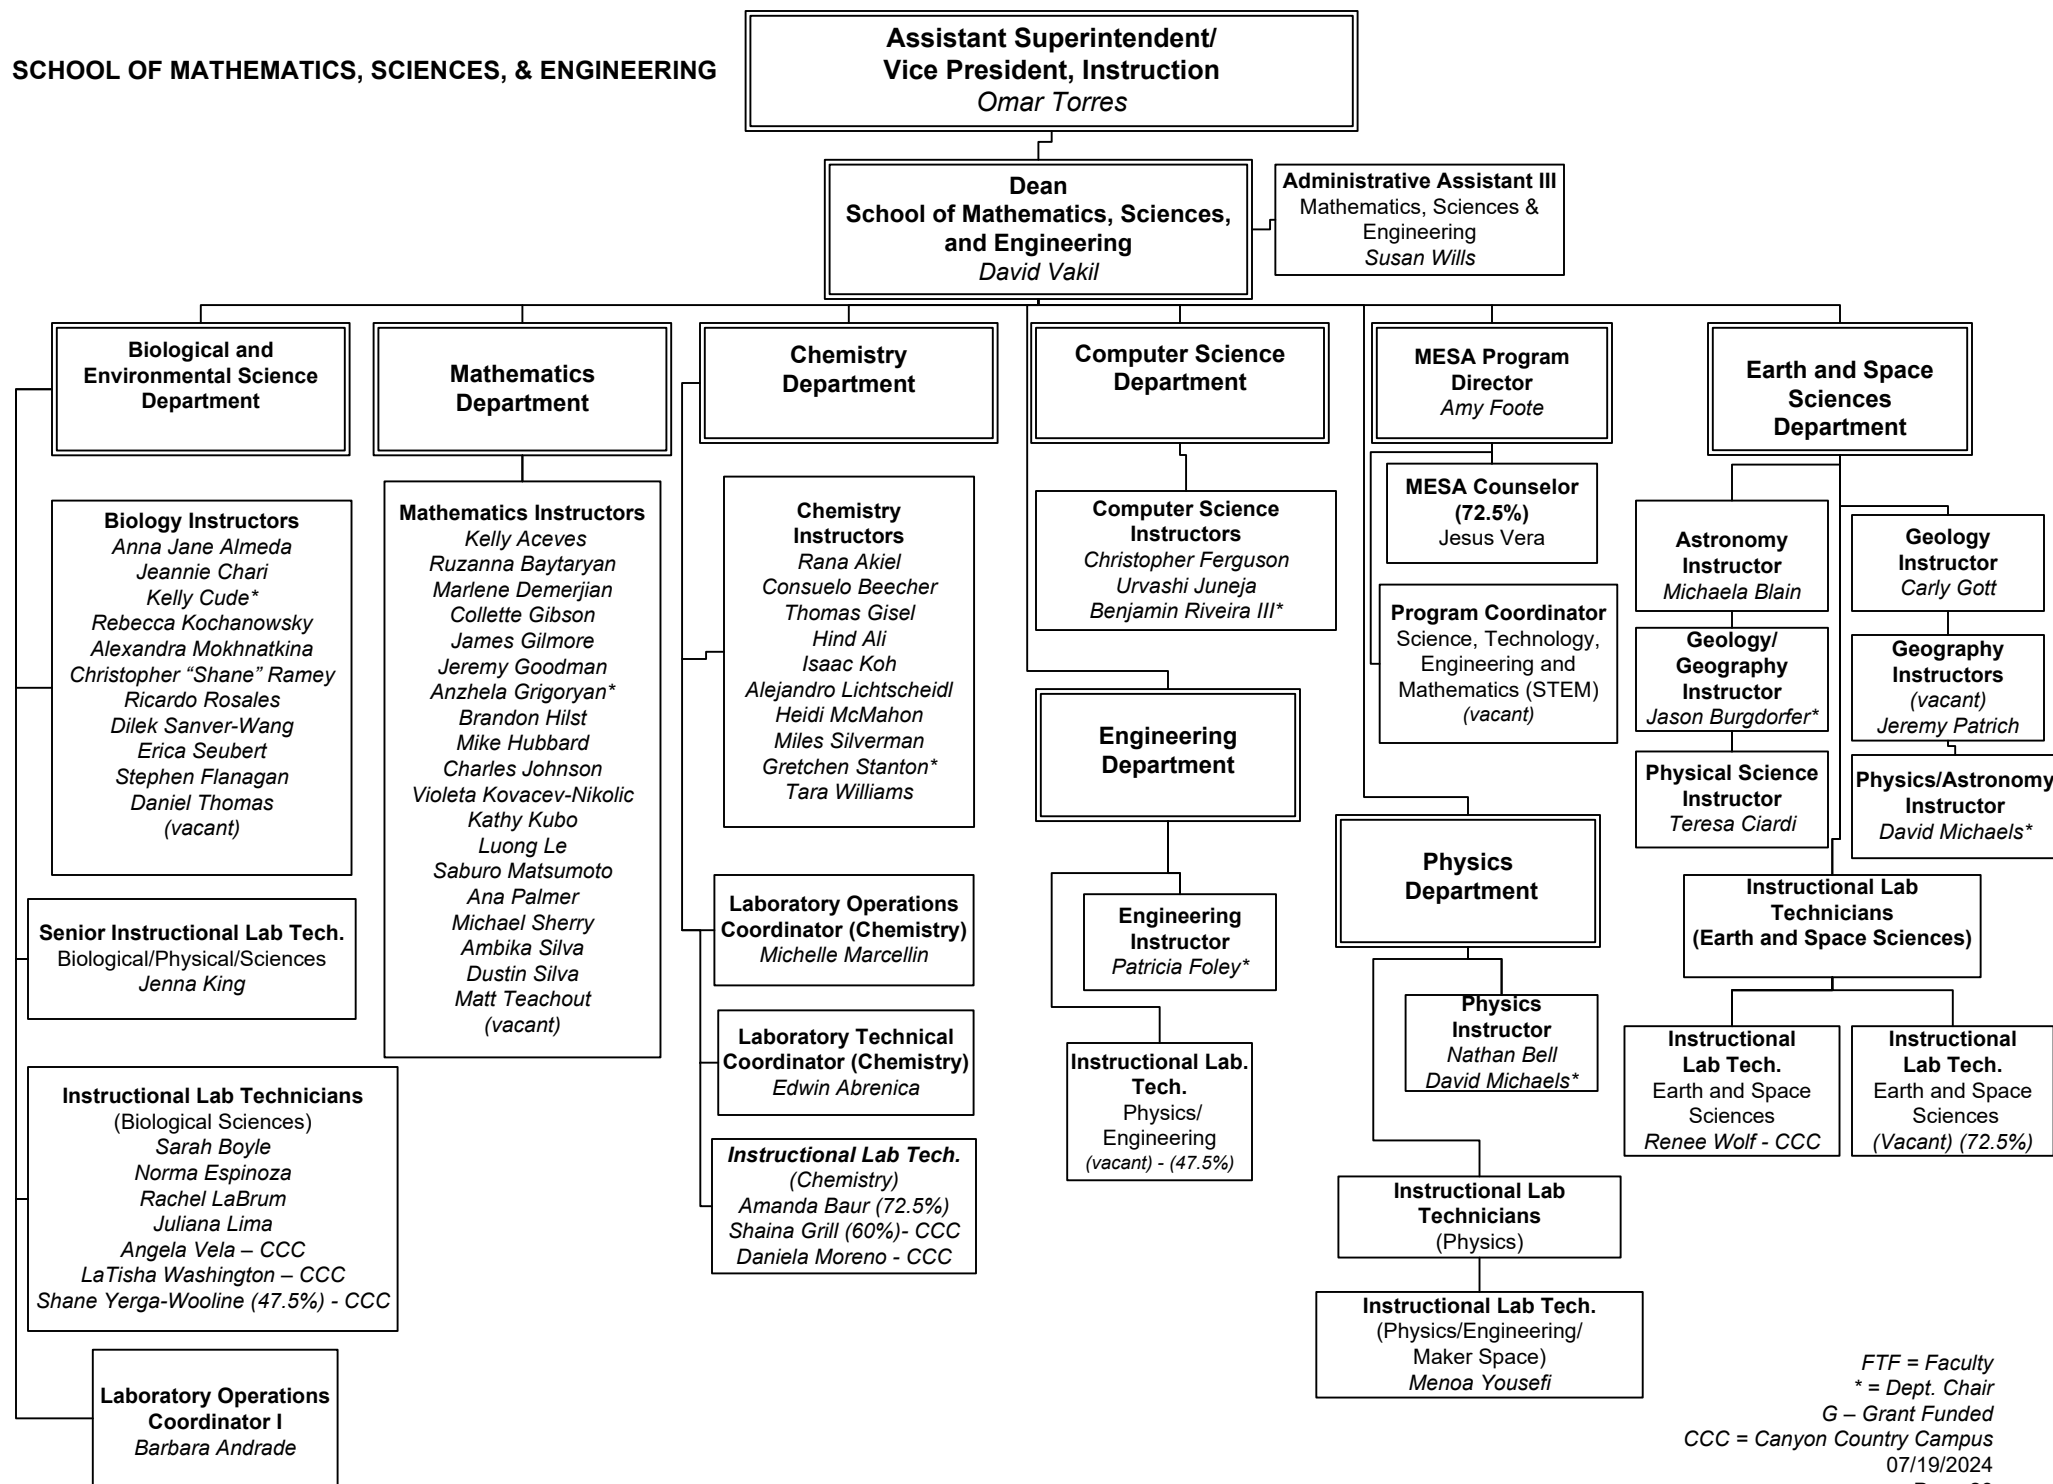 SCHOOL OF MATHEMATICS, SCIENCES, & ENGINEERING
Assistant Superintendent/
Vice President, Instruction
Omar Torres
Dean
School of Mathematics, Sciences,
and Engineering
David Vakil
Administrative Assistant III
Mathematics, Sciences &
Engineering
Susan Wills
Biological and
Environmental Science
Department
Biology Instructors
Anna Jane Almeda
Jeannie Chari
Kelly Cude*
Rebecca Kochanowsky
Alexandra Mokhnatkina
Christopher “Shane” Ramey
Ricardo Rosales
Dilek Sanver-Wang
Erica Seubert
Stephen Flanagan
Daniel Thomas
(vacant)
Senior Instructional Lab Tech.
Biological/Physical/Sciences
Jenna King
Instructional Lab Technicians
(Biological Sciences)
Sarah Boyle
Norma Espinoza
Rachel LaBrum
Juliana Lima
Angela Vela – CCC
LaTisha Washington – CCC
Shane Yerga-Wooline (47.5%) - CCC
Laboratory Operations
Coordinator I
Barbara Andrade
Mathematics
Department
Mathematics Instructors
Kelly Aceves
Ruzanna Baytaryan
Marlene Demerjian
Collette Gibson
James Gilmore
Jeremy Goodman
Anzhela Grigoryan*
Brandon Hilst
Mike Hubbard
Charles Johnson
Violeta Kovacev-Nikolic
Kathy Kubo
Luong Le
Saburo Matsumoto
Ana Palmer
Michael Sherry
Ambika Silva
Dustin Silva
Matt Teachout
(vacant)
Chemistry
Department
Chemistry
Instructors
Rana Akiel
Consuelo Beecher
Thomas Gisel
Hind Ali
Isaac Koh
Alejandro Lichtscheidl
Heidi McMahon
Miles Silverman
Gretchen Stanton*
Tara Williams
Laboratory Operations
Coordinator (Chemistry)
Michelle Marcellin
Laboratory Technical
Coordinator (Chemistry)
Edwin Abrenica
Instructional Lab Tech.
(Chemistry)
Amanda Baur (72.5%)
Shaina Grill (60%)- CCC
Daniela Moreno - CCC
Computer Science
Department
Computer Science
Instructors
Christopher Ferguson
Urvashi Juneja
Benjamin Riveira III*
Engineering
Department
Engineering
Instructor
Patricia Foley*
Instructional Lab.
Tech.
Physics/
Engineering
(vacant) - (47.5%)
MESA Program
Director
Amy Foote
MESA Counselor
(72.5%)
Jesus Vera
Program Coordinator
Science, Technology,
Engineering and
Mathematics (STEM)
(vacant)
Physics
Department
Physics
Instructor
Nathan Bell
David Michaels*
Instructional Lab
Technicians
(Physics)
Instructional Lab Tech.
(Physics/Engineering/
Maker Space)
Menoa Yousefi
Earth and Space
Sciences
Department
Astronomy
Instructor
Michaela Blain
Geology/
Geography
Instructor
Jason Burgdorfer*
Physical Science
Instructor
Teresa Ciardi
Geology
Instructor
Carly Gott
Geography
Instructors
(vacant)
Jeremy Patrich
Physics/Astronomy
Instructor
David Michaels*
Instructional Lab
Technicians
(Earth and Space Sciences)
Instructional
Lab Tech.
Earth and Space
Sciences
Renee Wolf - CCC
Instructional
Lab Tech.
Earth and Space
Sciences
(Vacant) (72.5%)
FTF = Faculty
* = Dept. Chair
G – Grant Funded
CCC = Canyon Country Campus
07/19/2024